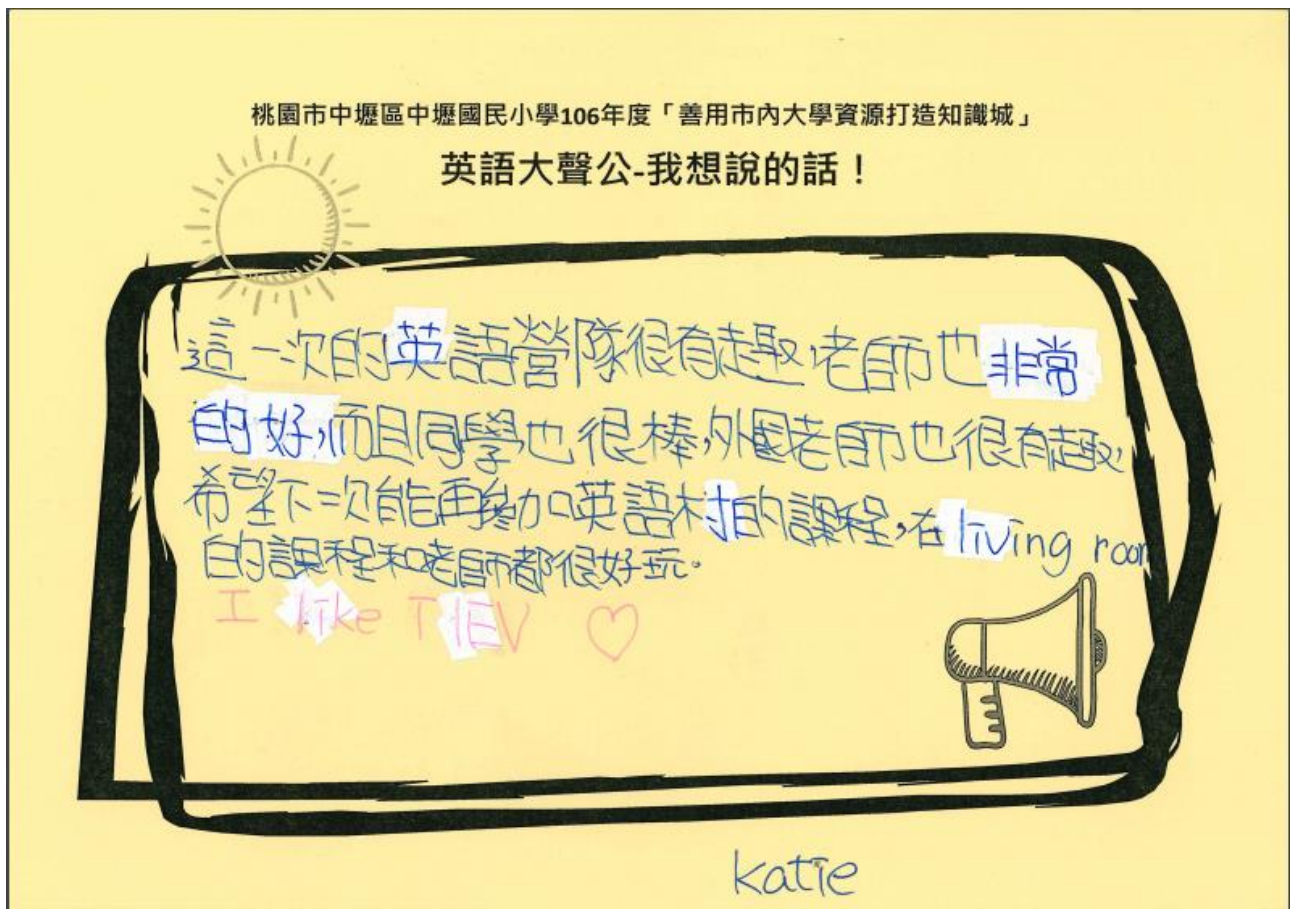 桃園市中壢區中壢國民小學106年度「善用市內大學資源打造知識城」
英語大聲公-我想說的話！
這一次的英語營隊很有趣,老師也非常
的好,而且同學也很棒,外國老師也很有趣,
希望下次能再參加英語村的課程,在living room
的課程和老師都很好玩。
I like TIEV ♡
katie